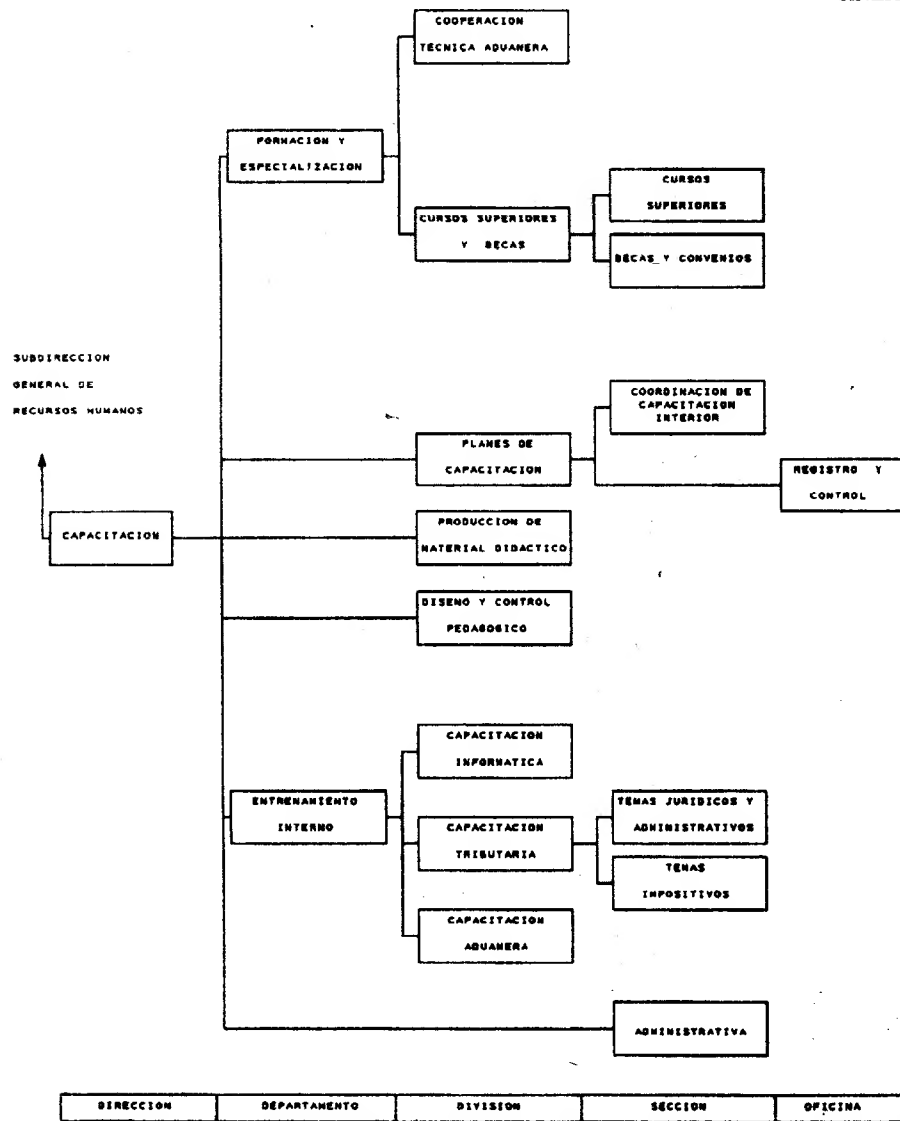 COOPERACION
TECNICA ADUANERA
FORMACION Y
ESPECIALIZACION
CURSOS
SUPERIORES
CURSOS SUPERIORES
Y BECAS
BECAS Y CONVENIOS
SUBDIRECCION
GENERAL DE
RECURSOS HUMANOS
COORDINACION DE
CAPACITACION
INTERIOR
PLANES DE
CAPACITACION
REGISTRO Y
CONTROL
CAPACITACION
PRODUCCION DE
MATERIAL DIDACTICO
DISENO Y CONTROL
PEDAGOGICO
CAPACITACION
INFORMATICA
ENTRENAMIENTO
INTERNO
TEMAS JURIDICOS Y
ADMINISTRATIVOS
CAPACITACION
TRIBUTARIA
TEMAS
IMPOSITIVOS
CAPACITACION
ADUANERA
ADMINISTRATIVA
DIRECCION DEPARTAMENTO DIVISION SECCION OFICINA